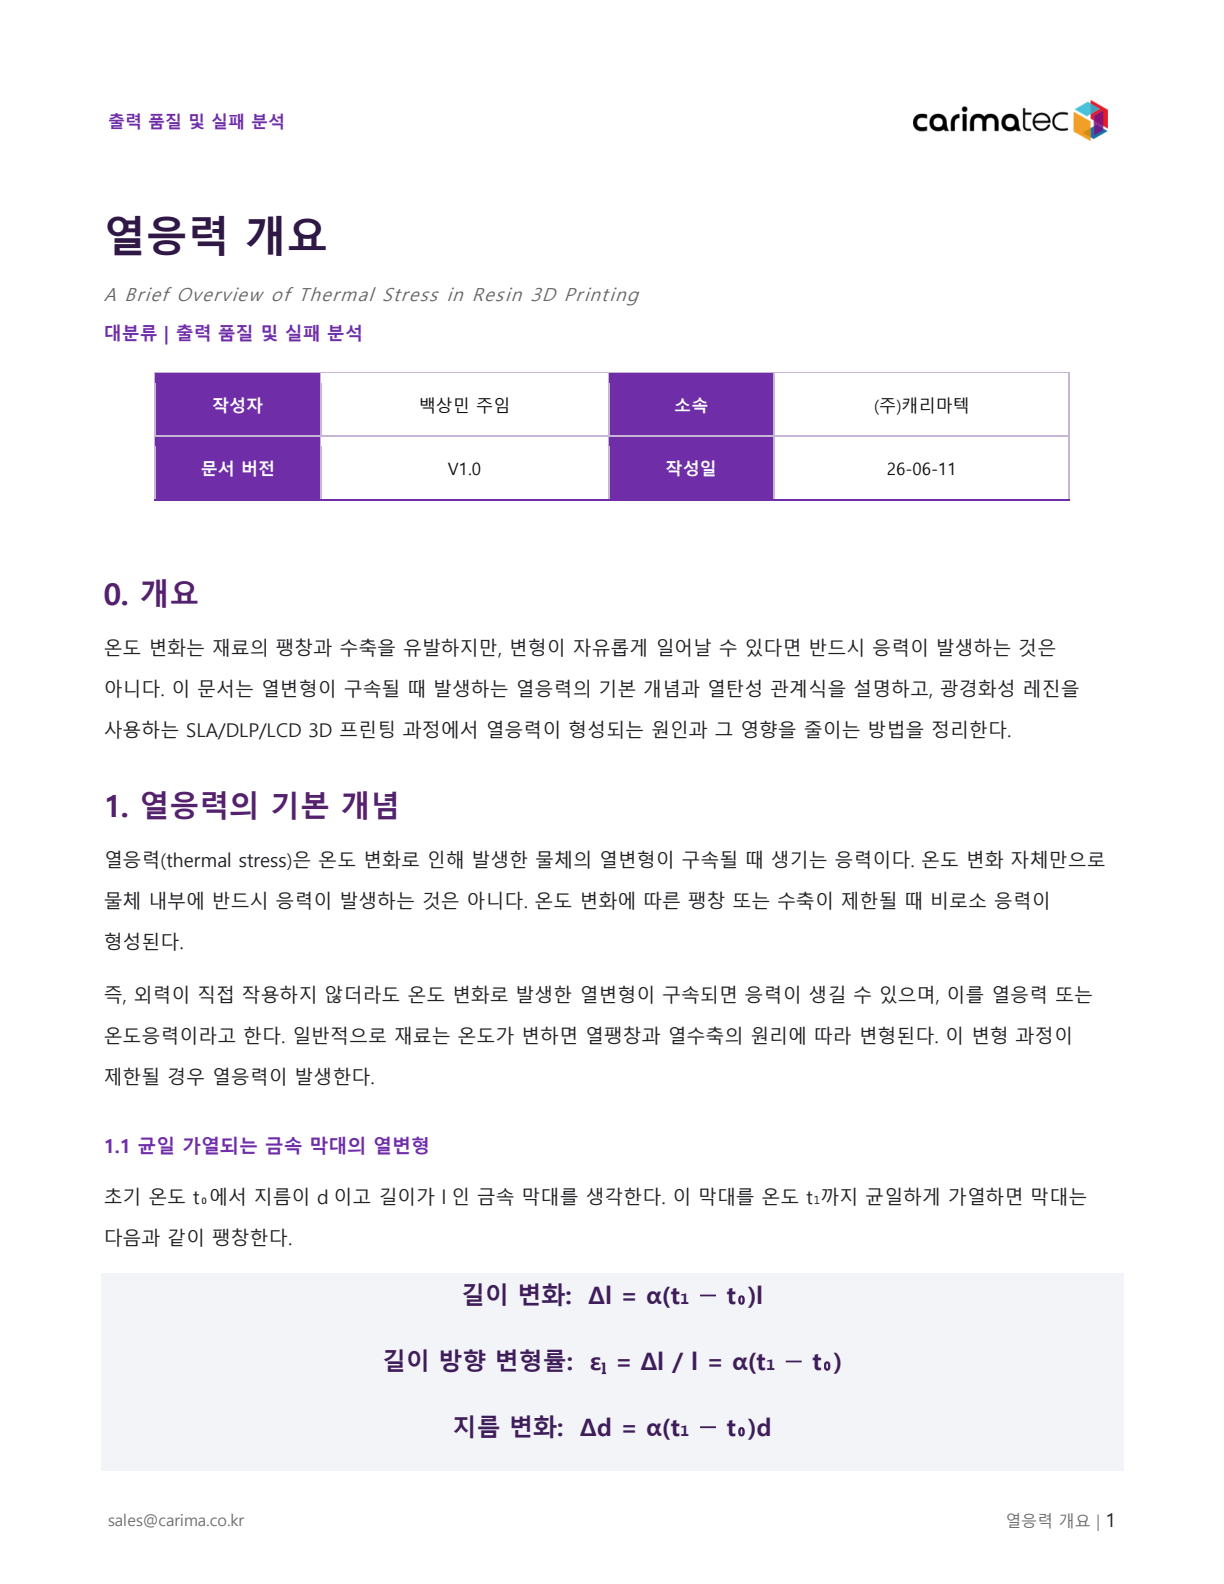 출력 품질 및 실패 분석
carimatec
열응력 개요
A Brief Overview of Thermal Stress in Resin 3D Printing
대분류 | 출력 품질 및 실패 분석
작성자 백상민 주임 소속 (주)캐리마텍
문서 버전 V1.0 작성일 26-06-11
0. 개요
온도 변화는 재료의 팽창과 수축을 유발하지만, 변형이 자유롭게 일어날 수 있다면 반드시 응력이 발생하는 것은
아니다. 이 문서는 열변형이 구속될 때 발생하는 열응력의 기본 개념과 열탄성 관계식을 설명하고, 광경화성 레진을
사용하는 SLA/DLP/LCD 3D 프린팅 과정에서 열응력이 형성되는 원인과 그 영향을 줄이는 방법을 정리한다.
1. 열응력의 기본 개념
열응력(thermal stress)은 온도 변화로 인해 발생한 물체의 열변형이 구속될 때 생기는 응력이다. 온도 변화 자체만으로
물체 내부에 반드시 응력이 발생하는 것은 아니다. 온도 변화에 따른 팽창 또는 수축이 제한될 때 비로소 응력이
형성된다.
즉, 외력이 직접 작용하지 않더라도 온도 변화로 발생한 열변형이 구속되면 응력이 생길 수 있으며, 이를 열응력 또는
온도응력이라고 한다. 일반적으로 재료는 온도가 변하면 열팽창과 열수축의 원리에 따라 변형된다. 이 변형 과정이
제한될 경우 열응력이 발생한다.
1.1 균일 가열되는 금속 막대의 열변형
초기 온도 t₀에서 지름이 d 이고 길이가 l 인 금속 막대를 생각한다. 이 막대를 온도 t₁까지 균일하게 가열하면 막대는
다음과 같이 팽창한다.
길이 변화: Δl = α(t₁ − t₀)l
길이 방향 변형률: εₗ = Δl / l = α(t₁ − t₀)
지름 변화: Δd = α(t₁ − t₀)d
sales@carima.co.kr 열응력 개요 | 1